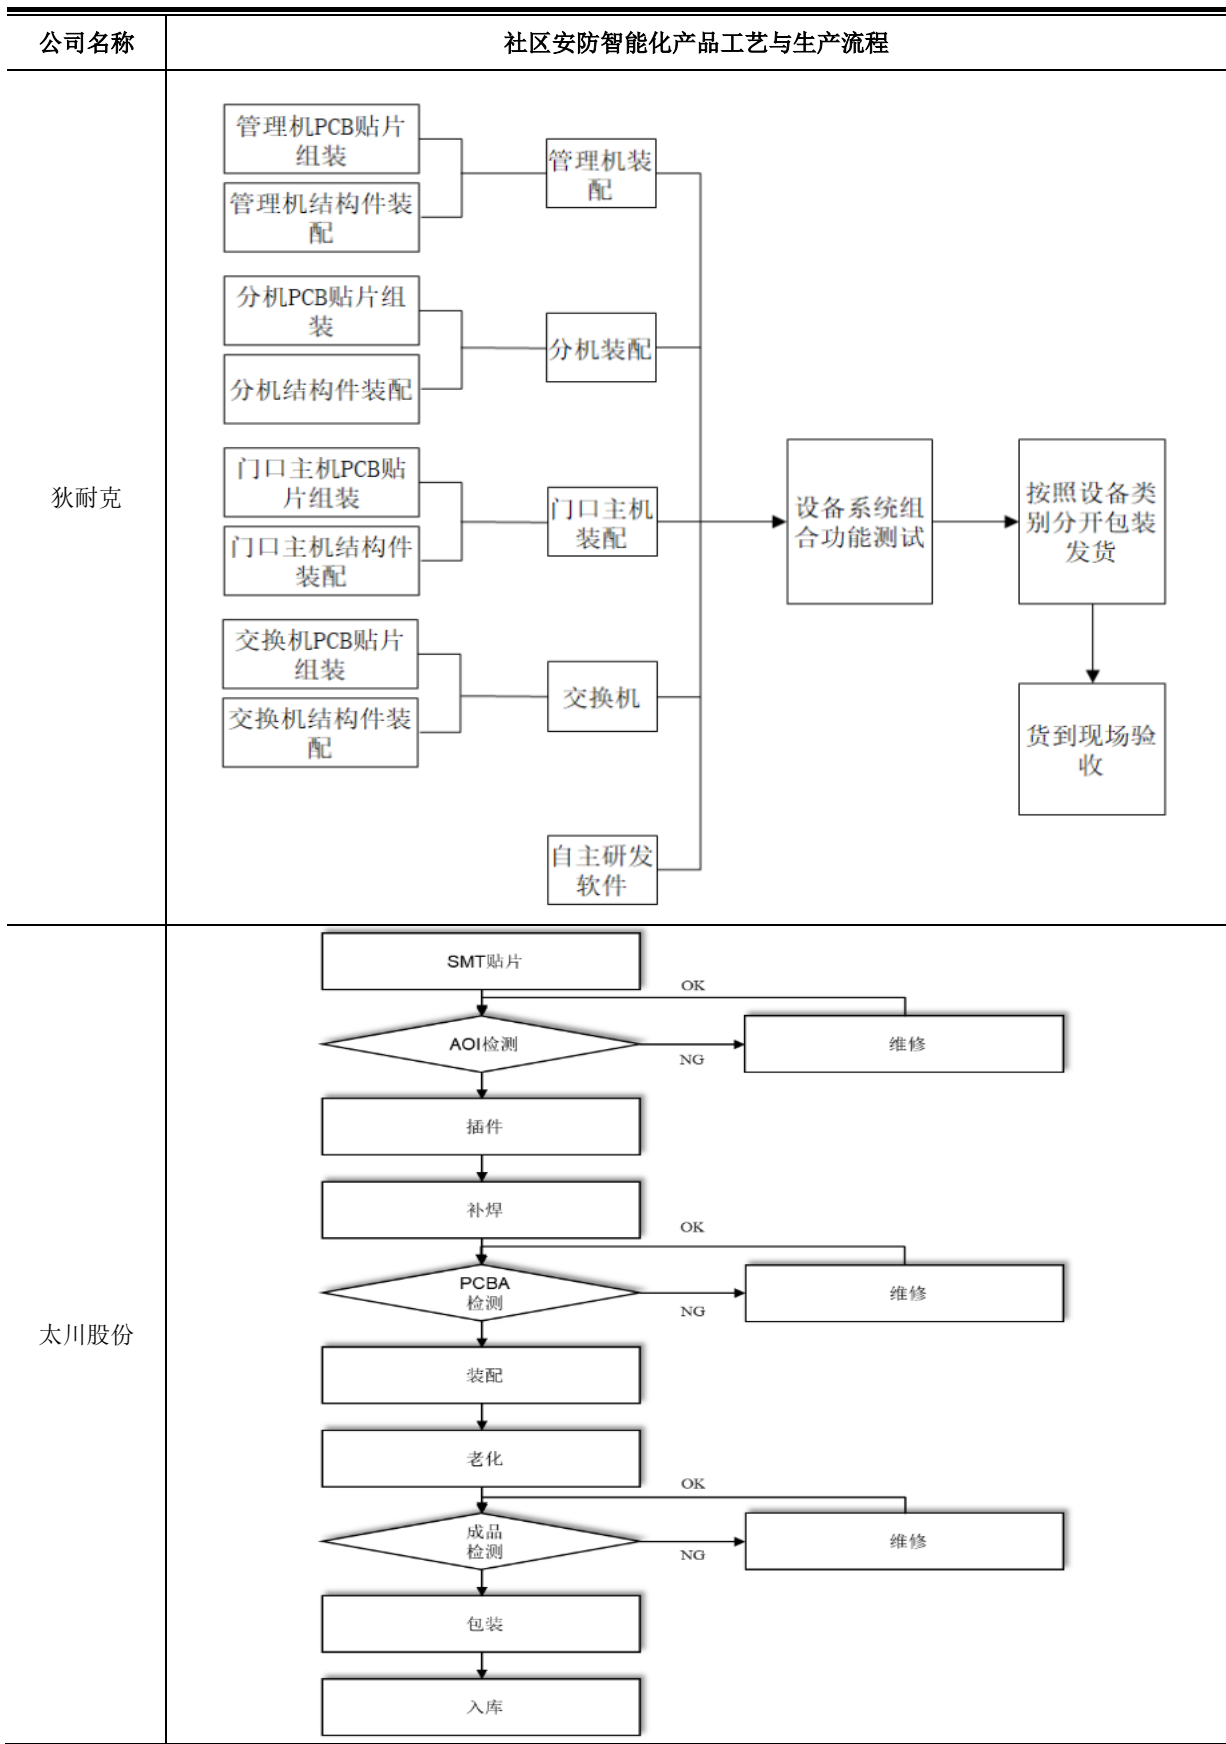 公司名称
社区安防智能化产品工艺与生产流程
狄耐克
管理机PCB贴片
组装
管理机结构件装
配
管理机装
配
分机PCB贴片组
装
分机结构件装配
分机装配
门口主机PCB贴
片组装
门口主机结构件
装配
门口主机
装配
交换机PCB贴片
组装
交换机结构件装
配
交换机
自主研发
软件
设备系统组
合功能测试
按照设备类
别分开包装
发货
货到现场验
收
太川股份
SMT贴片
OK
AOI检测
NG
维修
插件
补焊
OK
PCBA
检测
NG
维修
装配
老化
OK
成品
检测
NG
维修
包装
入库